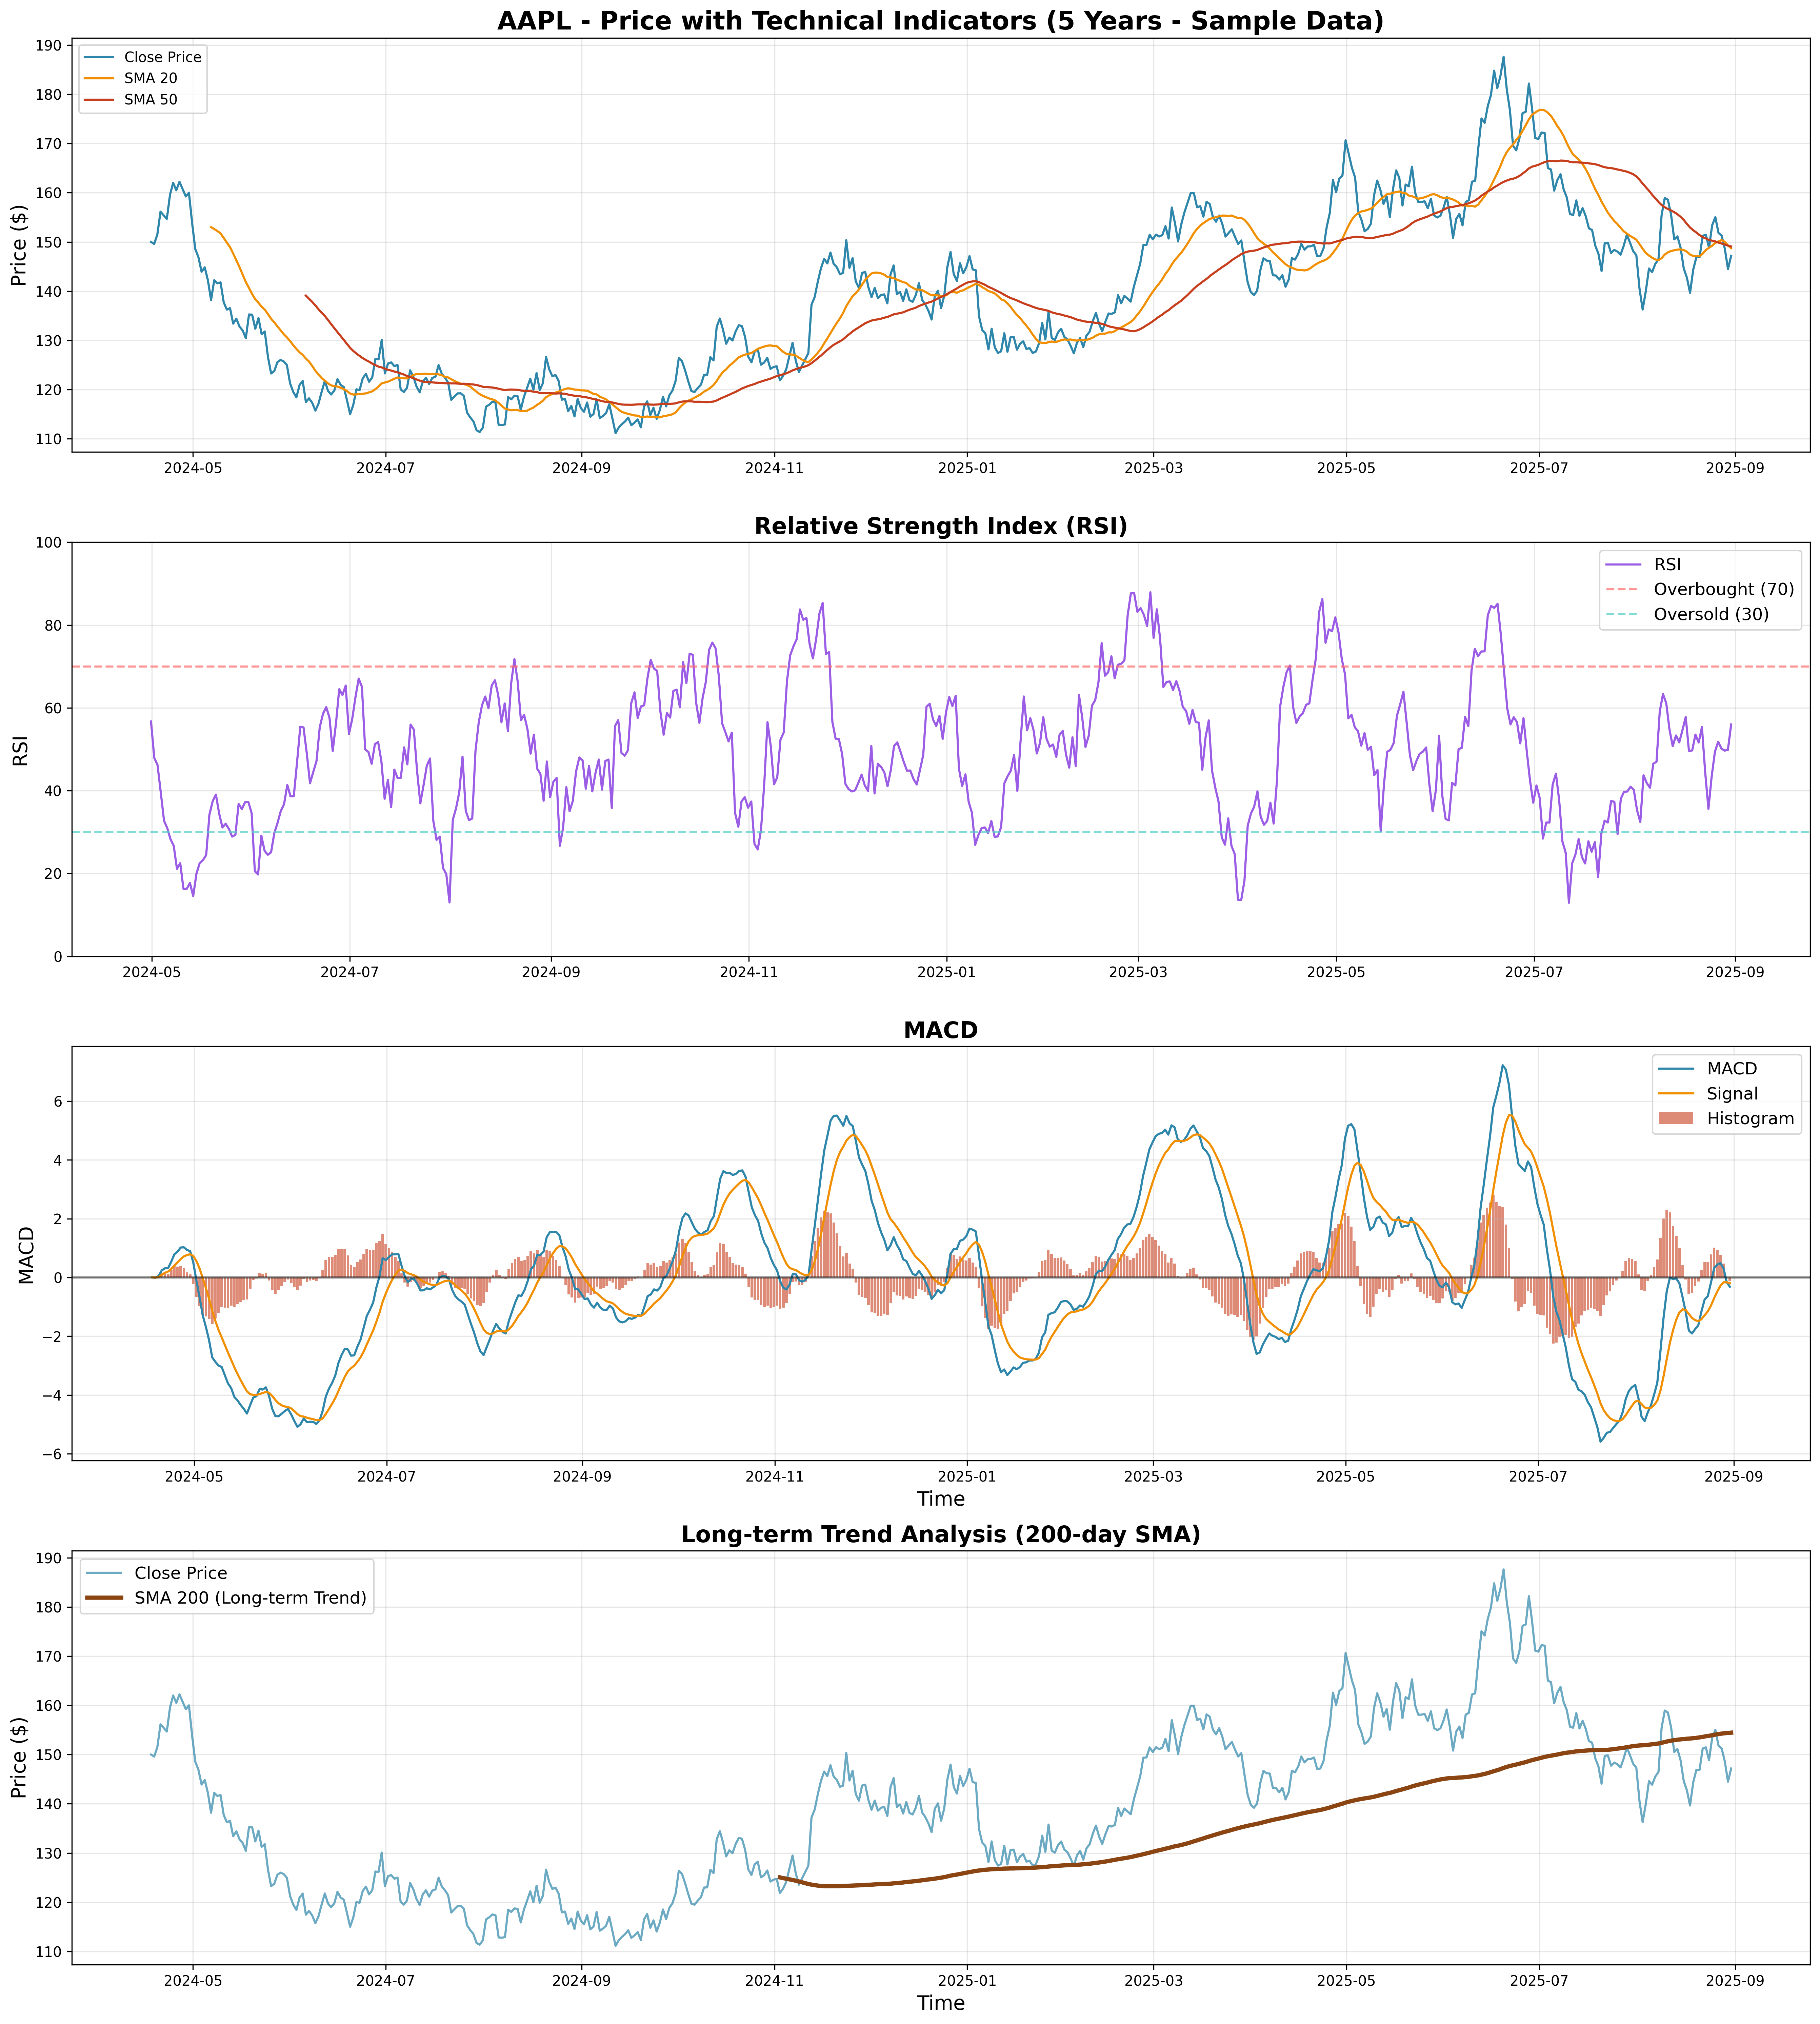 AAPL - Price with Technical Indicators (5 Years - Sample Data)
Close Price
SMA 20
SMA 50
Price ($)
190
180
170
160
150
140
130
120
110
2024-05 2024-07 2024-09 2024-11 2025-01 2025-03 2025-05 2025-07 2025-09
Relative Strength Index (RSI)
RSI
Overbought (70)
Oversold (30)
RSI
100
80
60
40
20
0
2024-05 2024-07 2024-09 2024-11 2025-01 2025-03 2025-05 2025-07 2025-09
MACD
MACD
Signal
Histogram
MACD
6
4
2
0
−2
−4
−6
2024-05 2024-07 2024-09 2024-11 2025-01 2025-03 2025-05 2025-07 2025-09
Time
Long-term Trend Analysis (200-day SMA)
Close Price
SMA 200 (Long-term Trend)
Price ($)
190
180
170
160
150
140
130
120
110
2024-05 2024-07 2024-09 2024-11 2025-01 2025-03 2025-05 2025-07 2025-09
Time